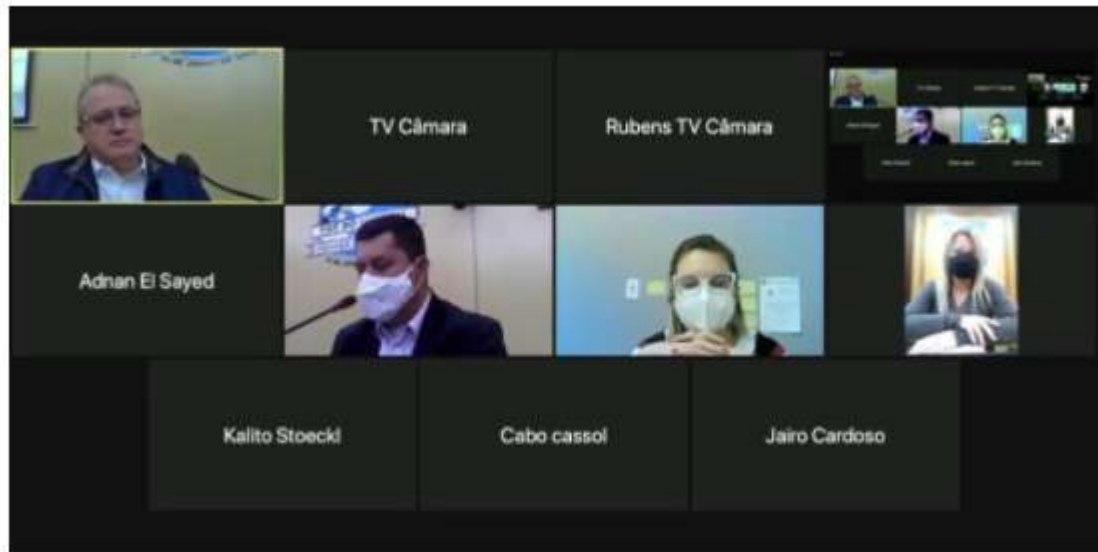 TV Câmara
Rubens TV Câmara
Adnan El Sayed
Kalito Stoeckl
Cabo cassol
Jairo Cardoso